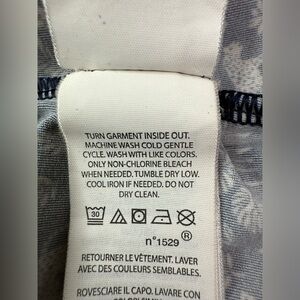 TURN GARMENT INSIDE OUT.
MACHINE WASH COLD GENTLE
CYCLE. WASH WITH LIKE COLORS.
ONLY NON-CHLORINE BLEACH
WHEN NEEDED. TUMBLE DRY LOW.
COOL IRON IF NEEDED. DO NOT
DRY CLEAN.
30
n°1529 ®
RETOURNER LE VÊTEMENT. LAVER
AVEC DES COULEURS SEMBLABLES.
ROVESCIARE IL CAPO. LAVARE CON